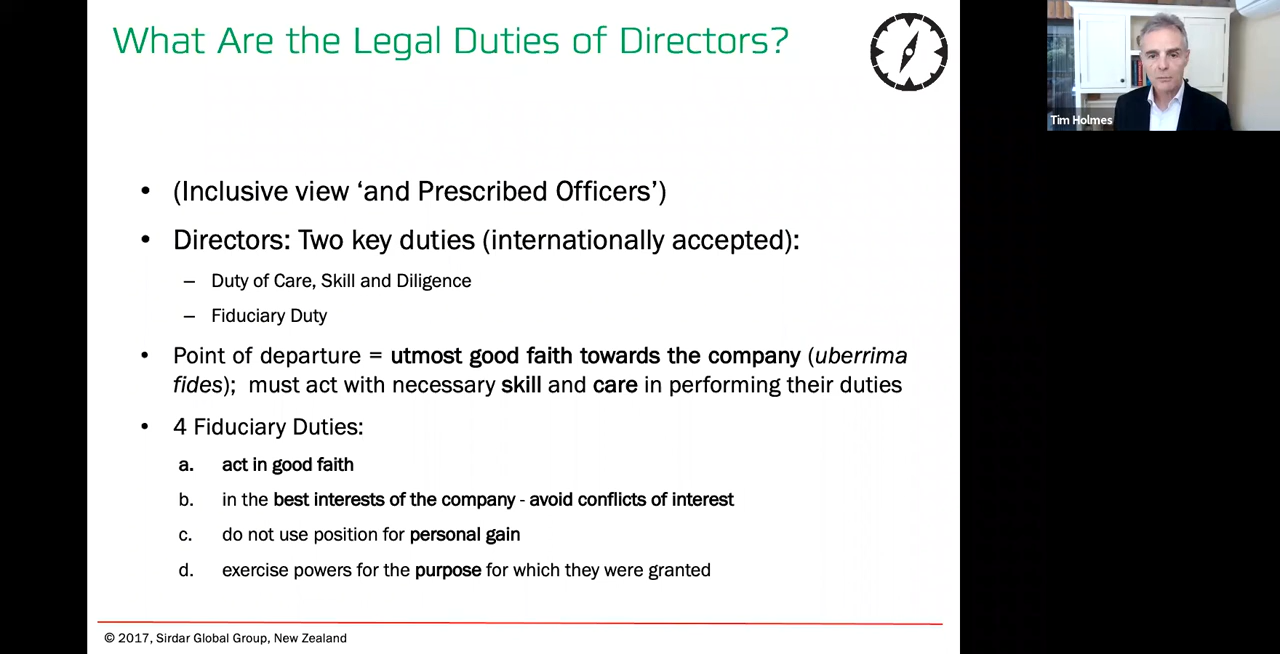 What Are the Legal Duties of Directors?
Tim Holmes
• (Inclusive view ‘and Prescribed Officers’)
• Directors: Two key duties (internationally accepted):
– Duty of Care, Skill and Diligence
– Fiduciary Duty
• Point of departure = utmost good faith towards the company (uberrima
fides); must act with necessary skill and care in performing their duties
• 4 Fiduciary Duties:
a. act in good faith
b. in the best interests of the company - avoid conflicts of interest
c. do not use position for personal gain
d. exercise powers for the purpose for which they were granted
© 2017, Sirdar Global Group, New Zealand